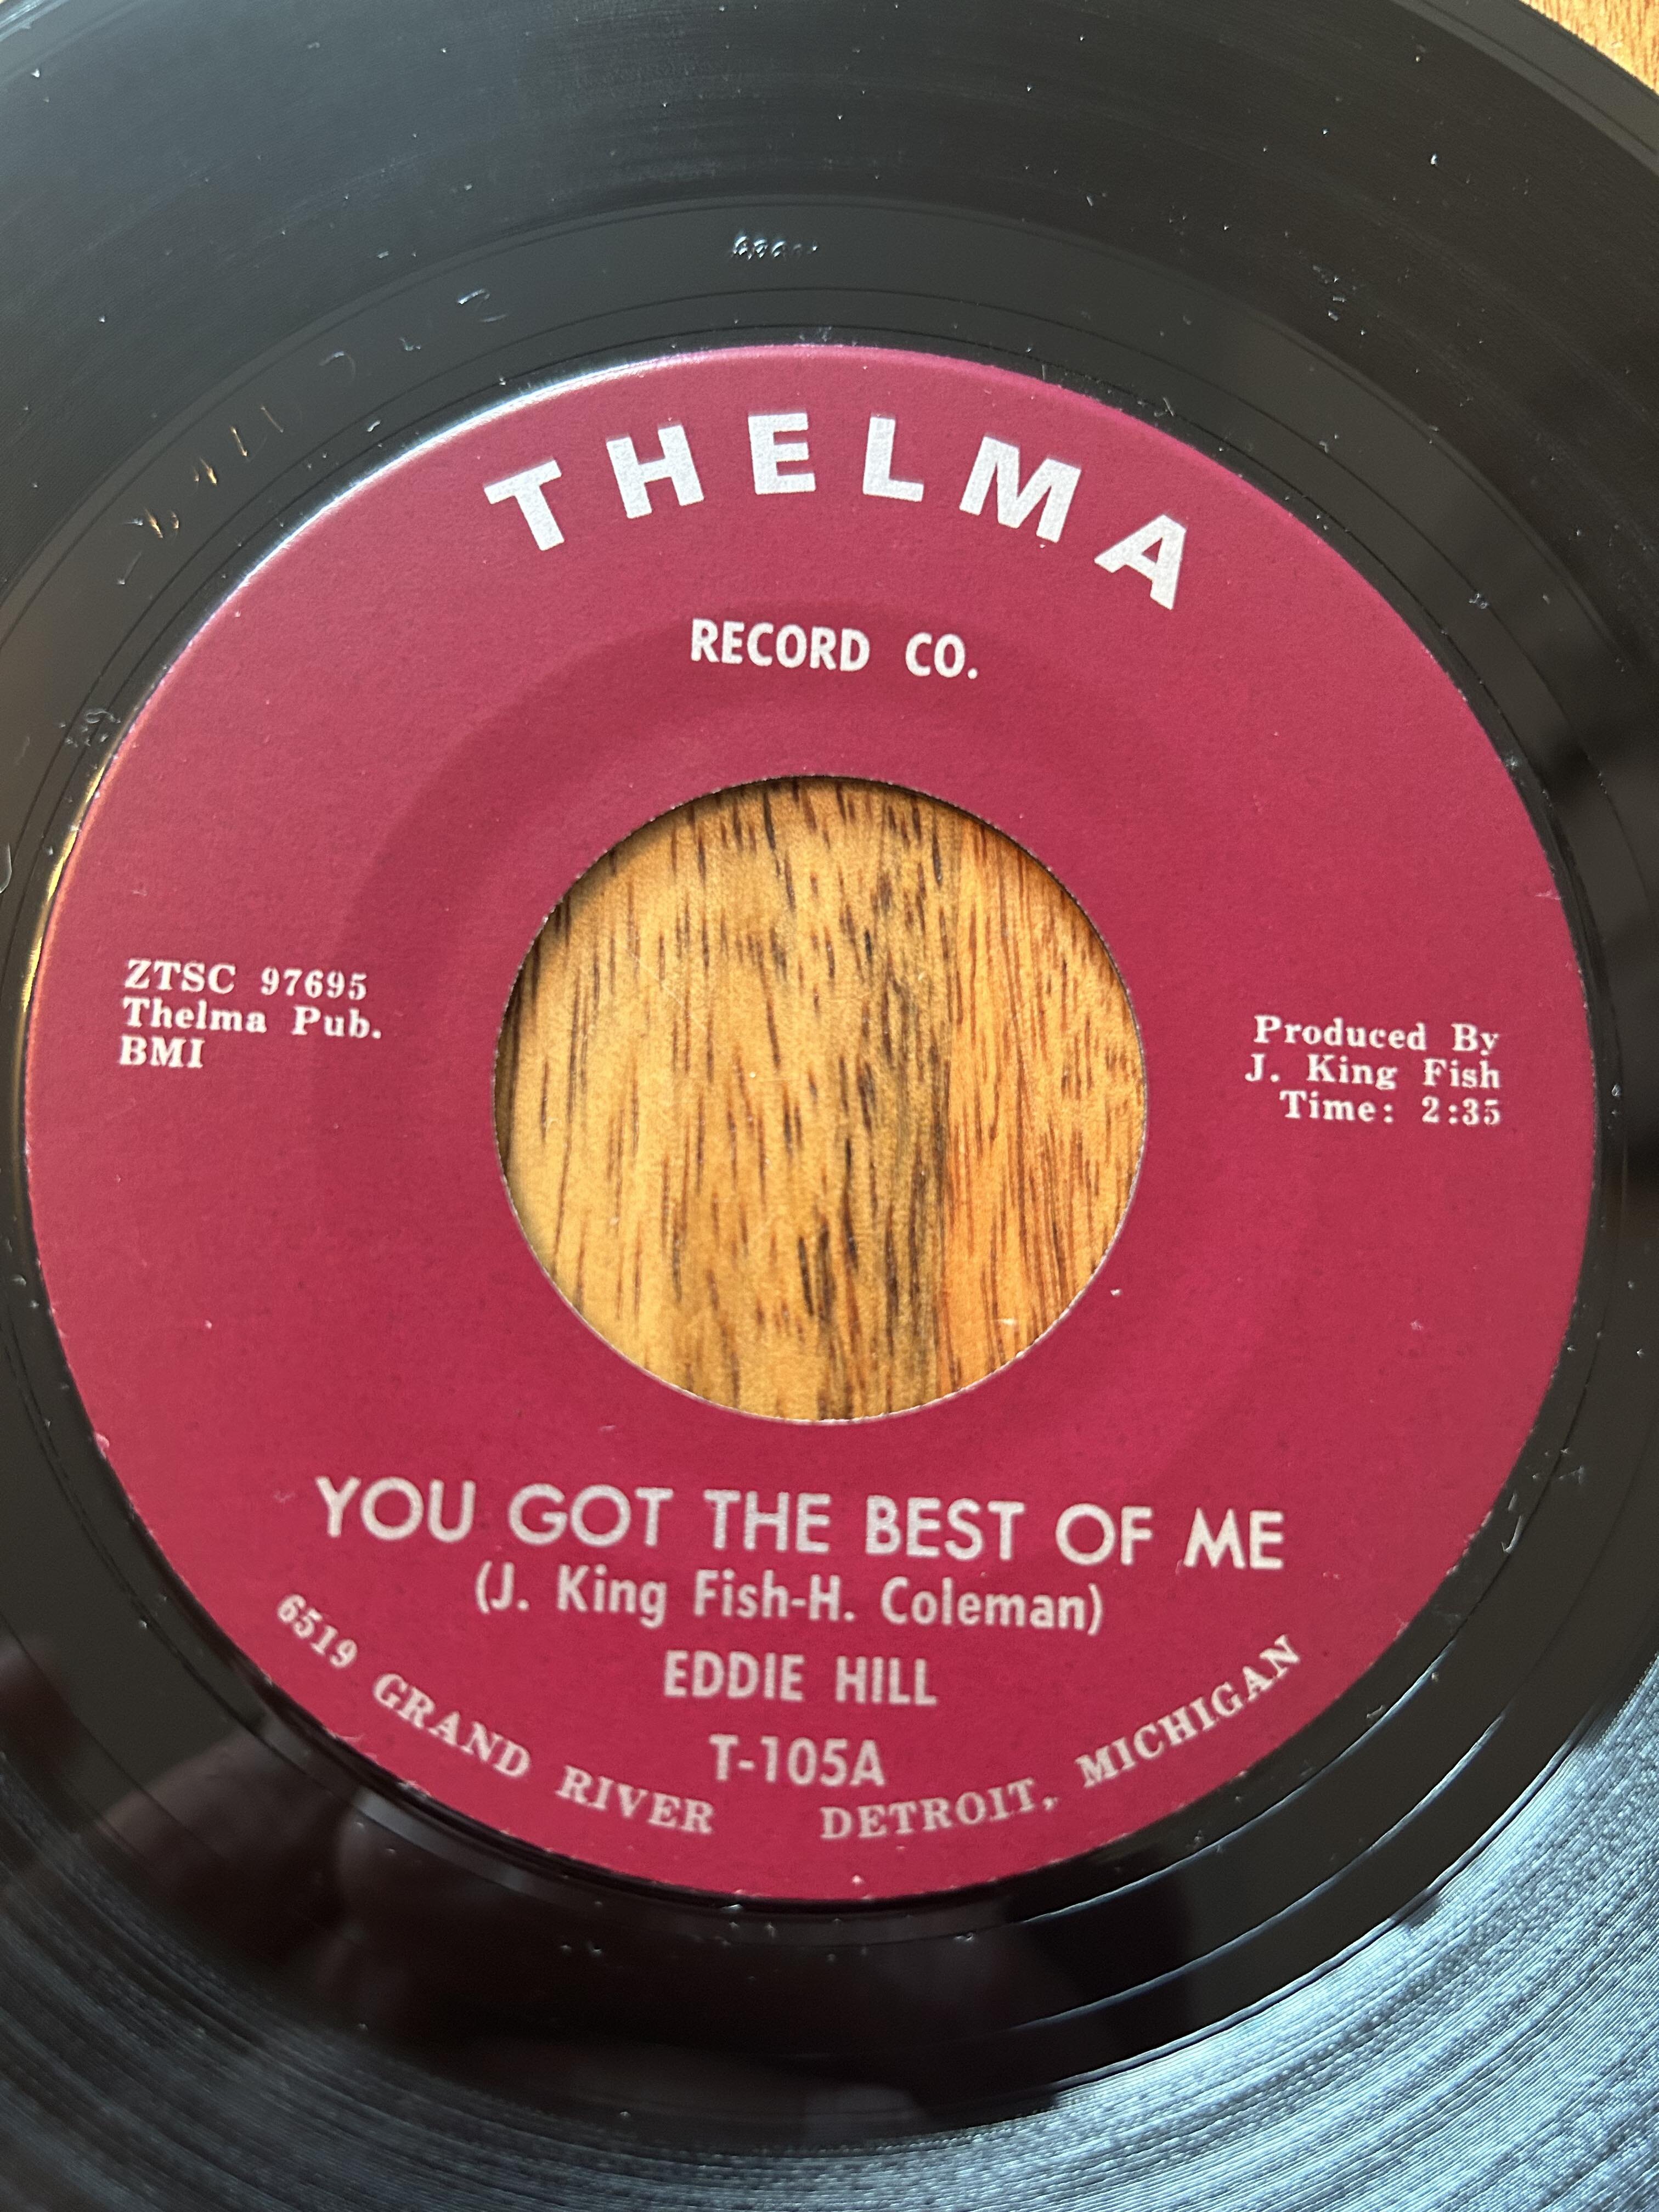 THELMA
RECORD CO.
ZTSC 97695
Thelma Pub.
BMI
Produced By
J. King Fish
Time: 2:35
YOU GOT THE BEST OF ME
(J. King Fish-H. Coleman)
EDDIE HILL
T-105A
6519 GRAND RIVER DETROIT, MICHIGAN